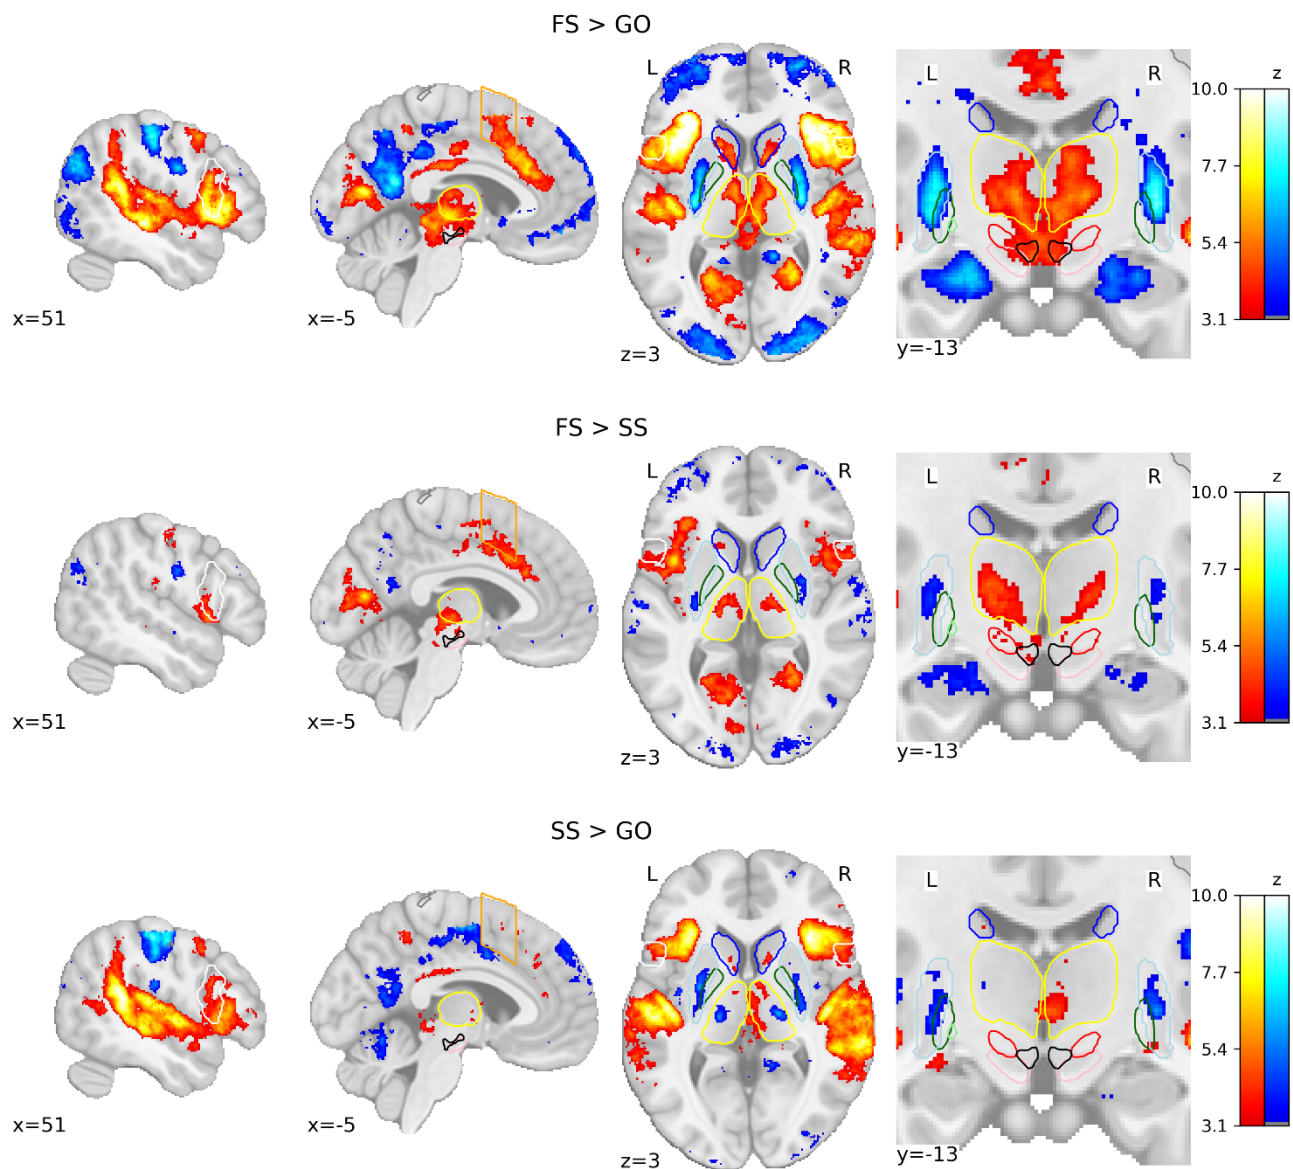 FS > GO
L R L R z
10.0
7.7
5.4
3.1
x=51 x=-5 z=3 y=-13
FS > SS
L R L R z
10.0
7.7
5.4
3.1
x=51 x=-5 z=3 y=-13
SS > GO
L R L R z
10.0
7.7
5.4
3.1
x=51 x=-5 z=3 y=-13